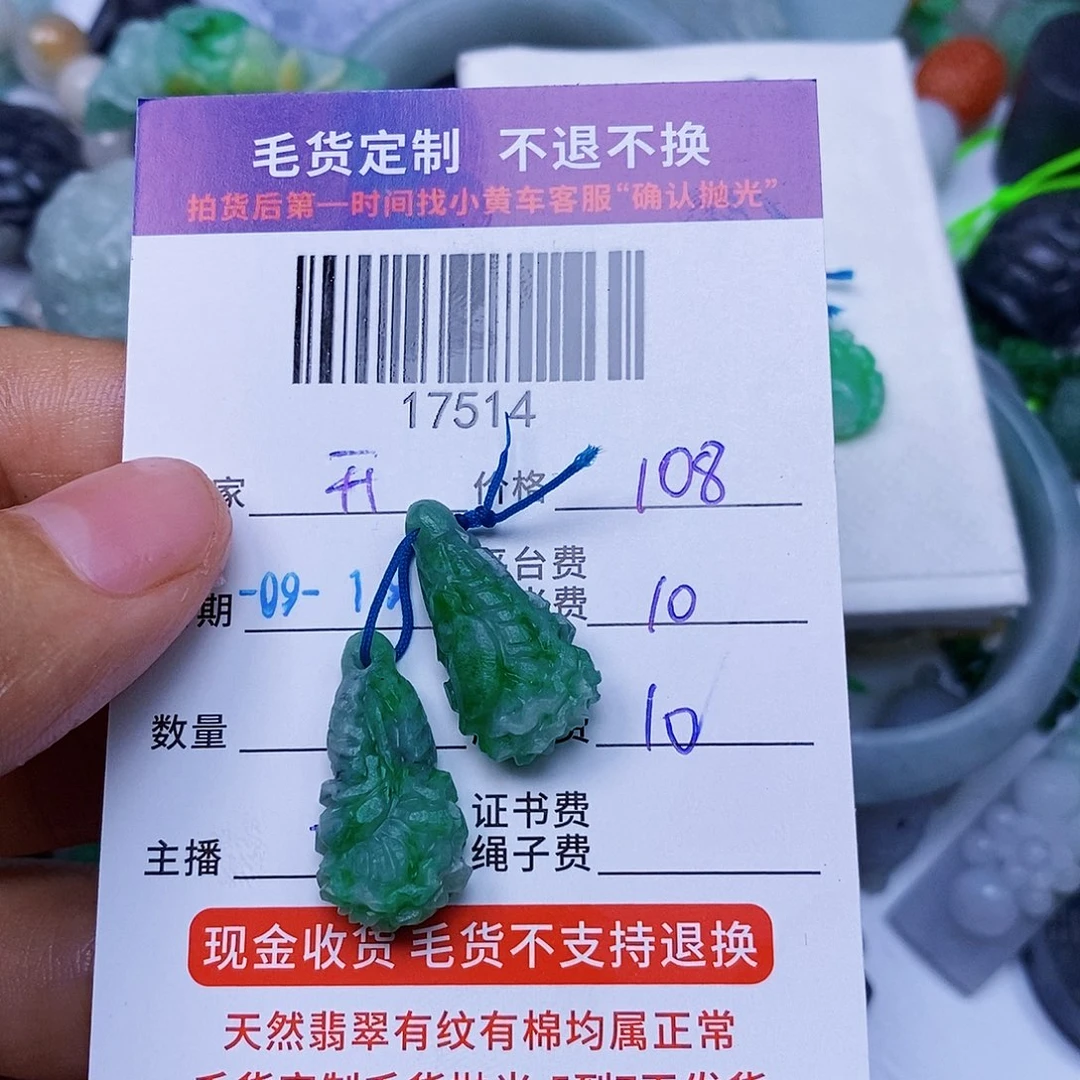 毛货定制 不退不换
拍货后第一时间找小黄车客服“确认抛光”
17514
家 价格 108
台费
期 -09- 1 费 10
数量 费 10
证书费
主播 绳子费
现金收货 毛货不支持退换
天然翡翠有纹有棉均属正常